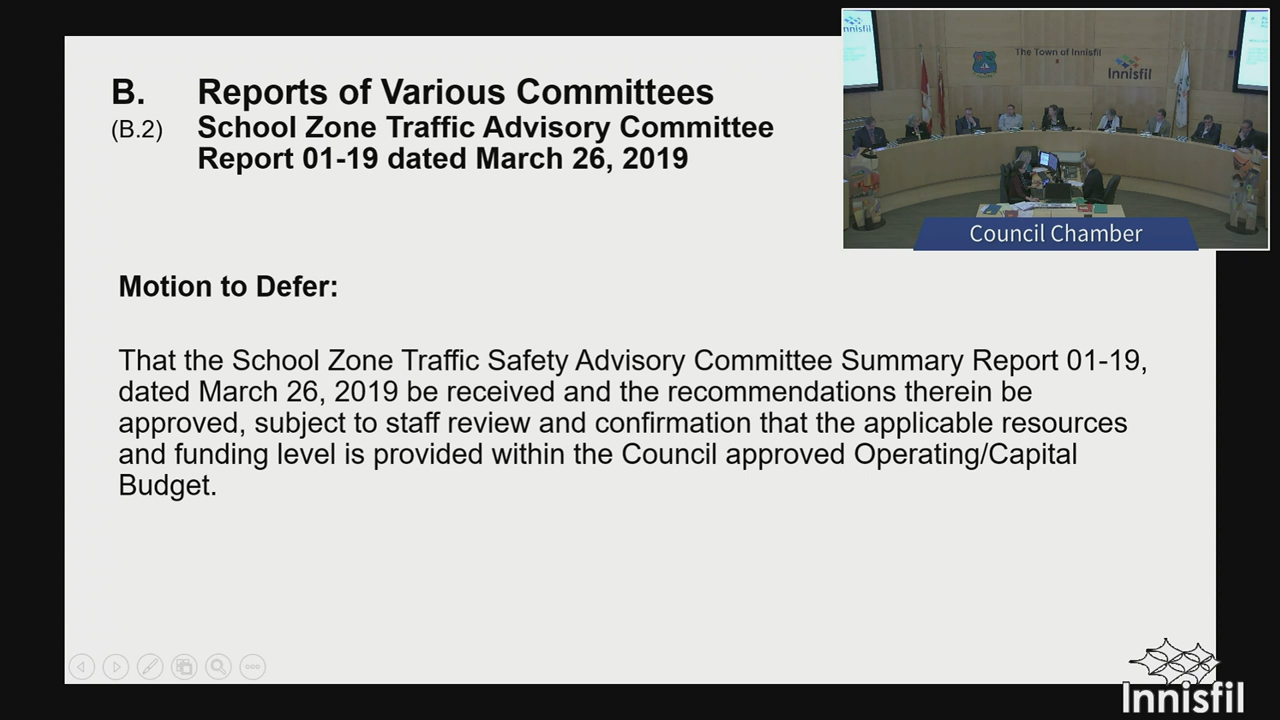 B. Reports of Various Committees
(B.2) School Zone Traffic Advisory Committee
Report 01-19 dated March 26, 2019
Motion to Defer:
That the School Zone Traffic Safety Advisory Committee Summary Report 01-19,
dated March 26, 2019 be received and the recommendations therein be
approved, subject to staff review and confirmation that the applicable resources
and funding level is provided within the Council approved Operating/Capital
Budget.
Innisfil
The Town of Innisfil
Innisfil
Council Chamber
Innisfil